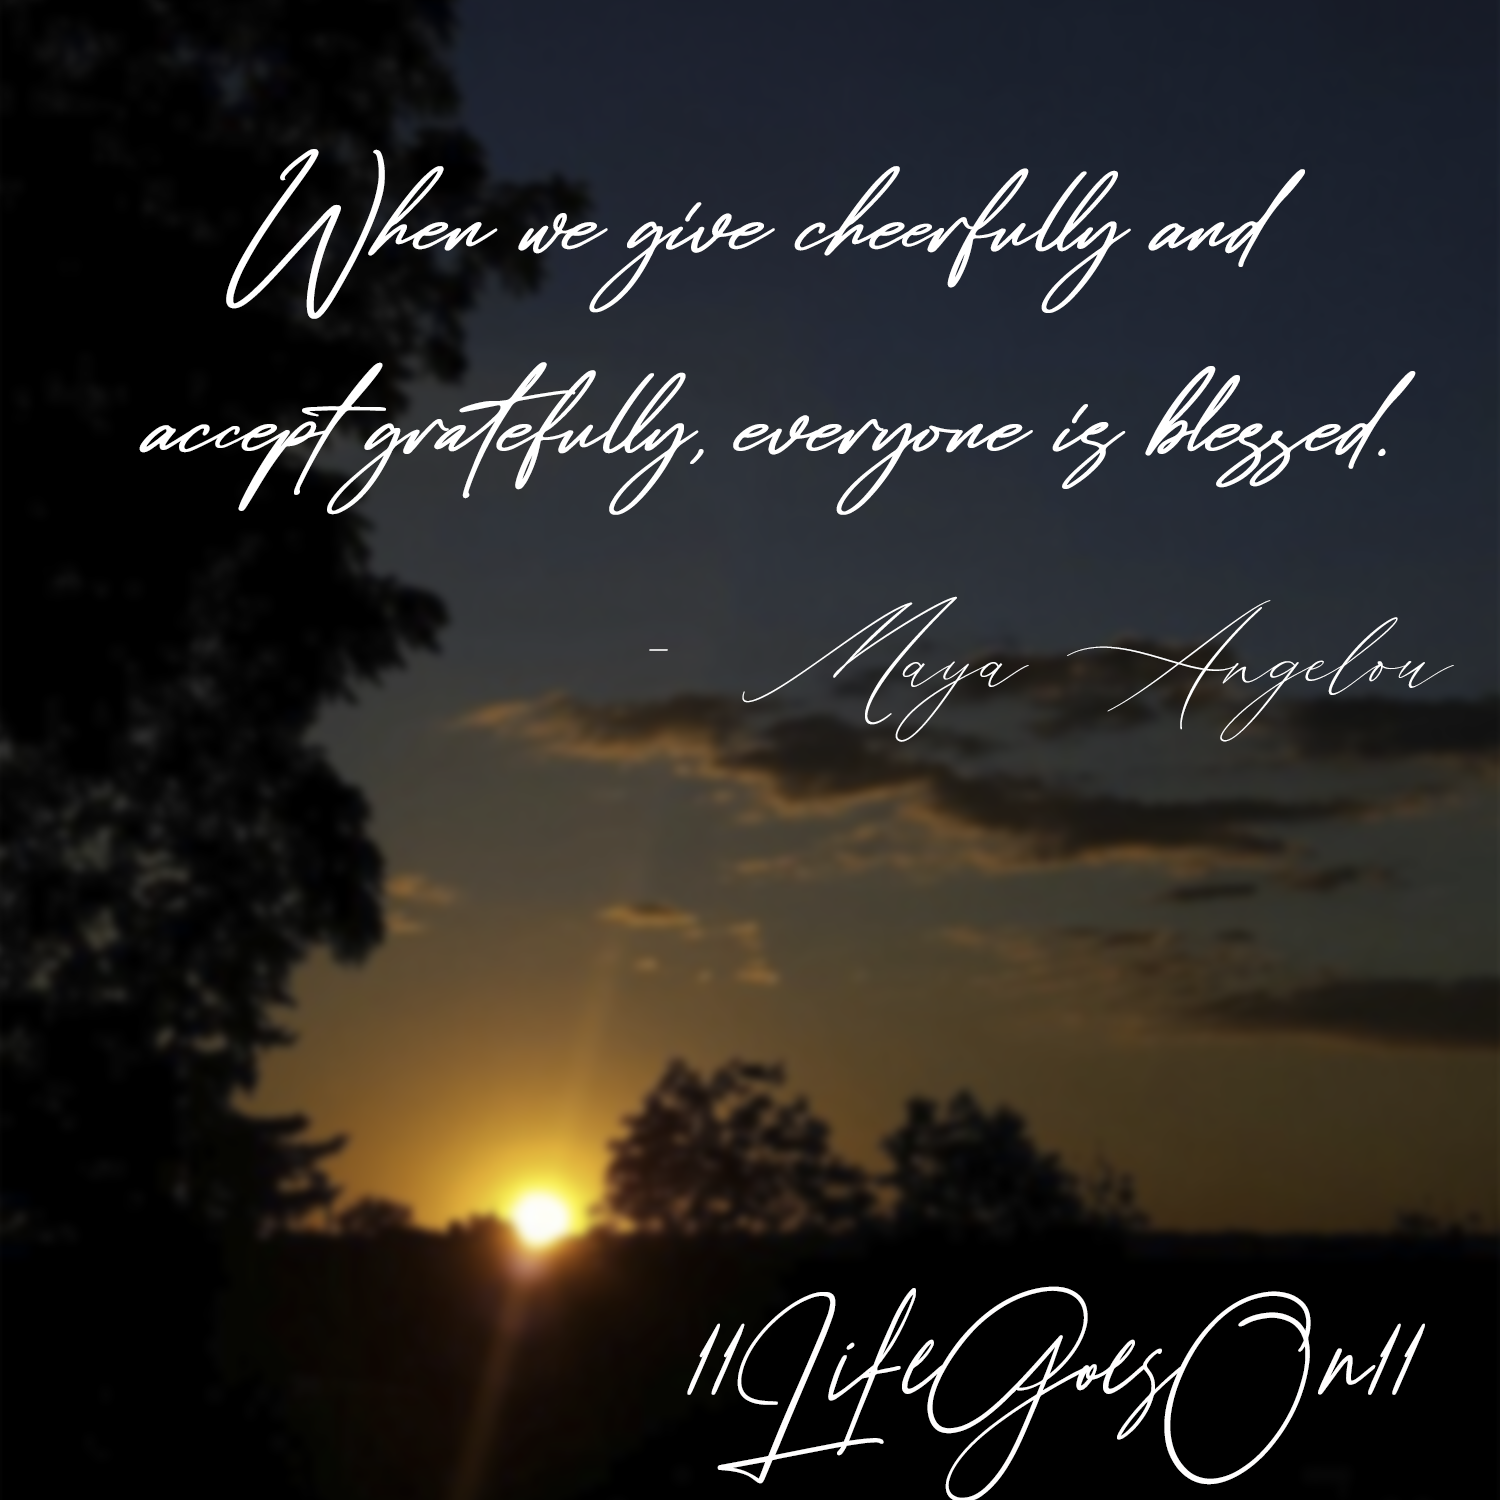 When we give cheerfully and
accept gratefully, everyone is blessed.
- Maya Angelou
11LifeGoesOn11